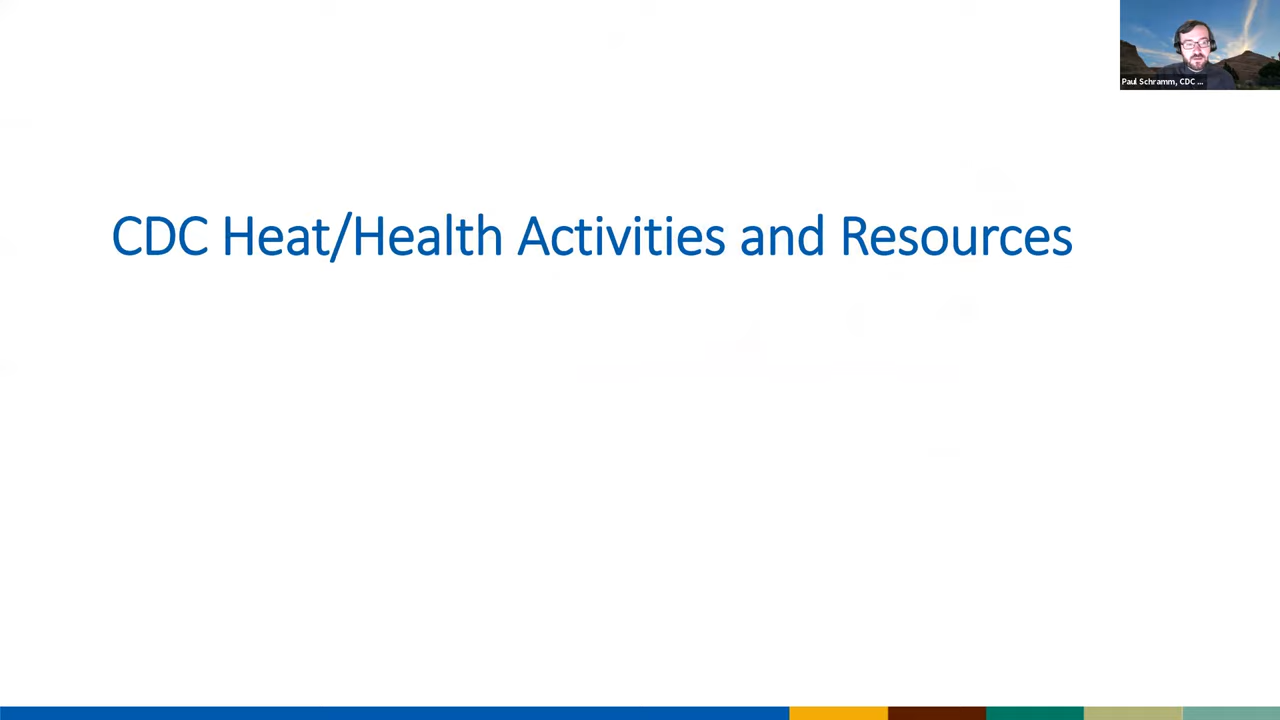 Paul Schramm, CDC ...
CDC Heat/Health Activities and Resources